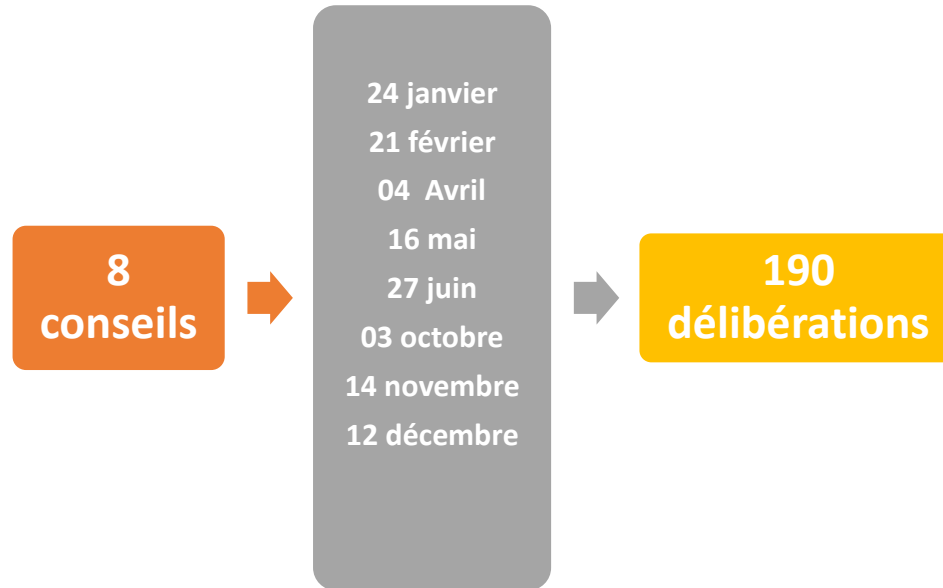 8
conseils
24 janvier
21 février
04  Avril
16 mai
27 juin
03 octobre
14 novembre
12 décembre
190
délibérations